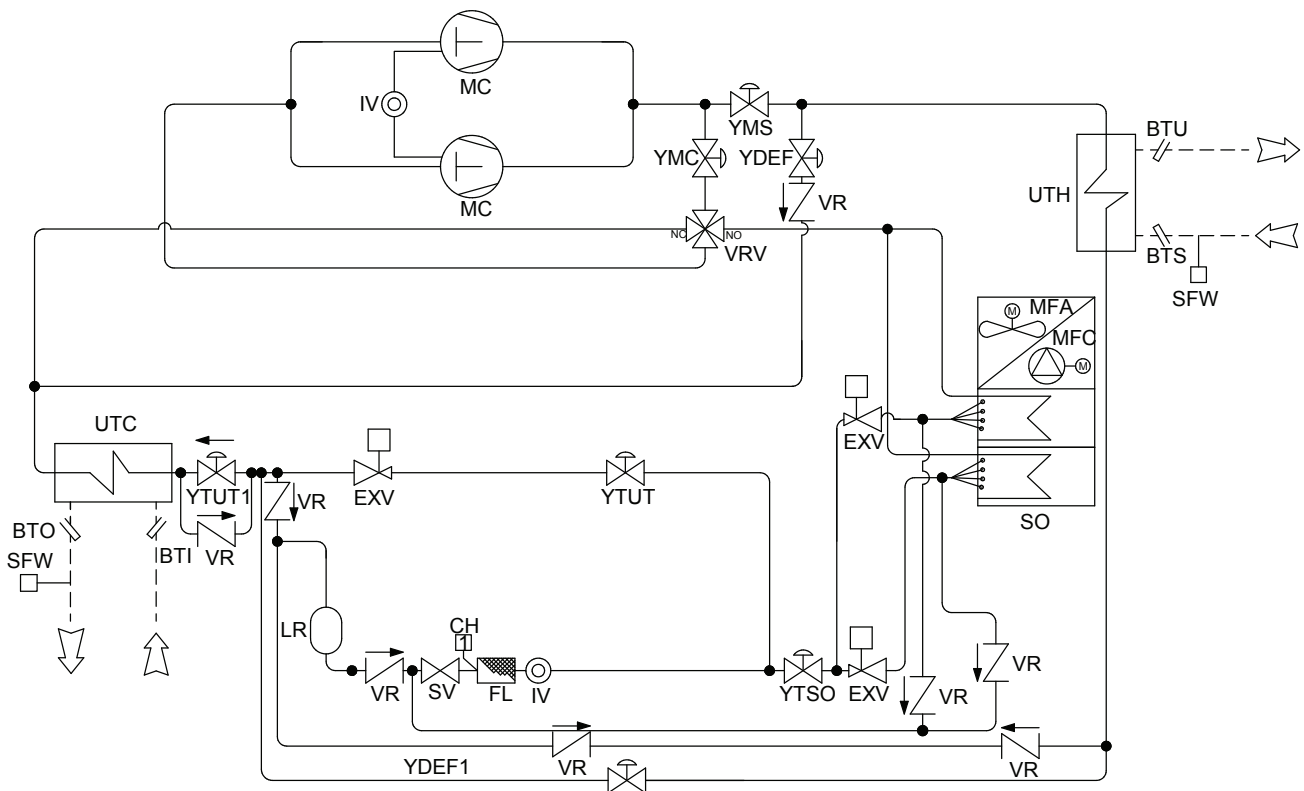 MC
IV
YMS
BTU
YMC
YDEF
UTH
MC
VR
NC
NO
VRV
BTS
SFW
MFA
M
MFC
M
UTC
EXV
YTUT1
EXV
YTUT
VR
SO
BTO
BTI
VR
SFW
LR
CH
1
VR
SV
FL
IV
YTSO
EXV
VR
VR
YDEF1
VR
VR